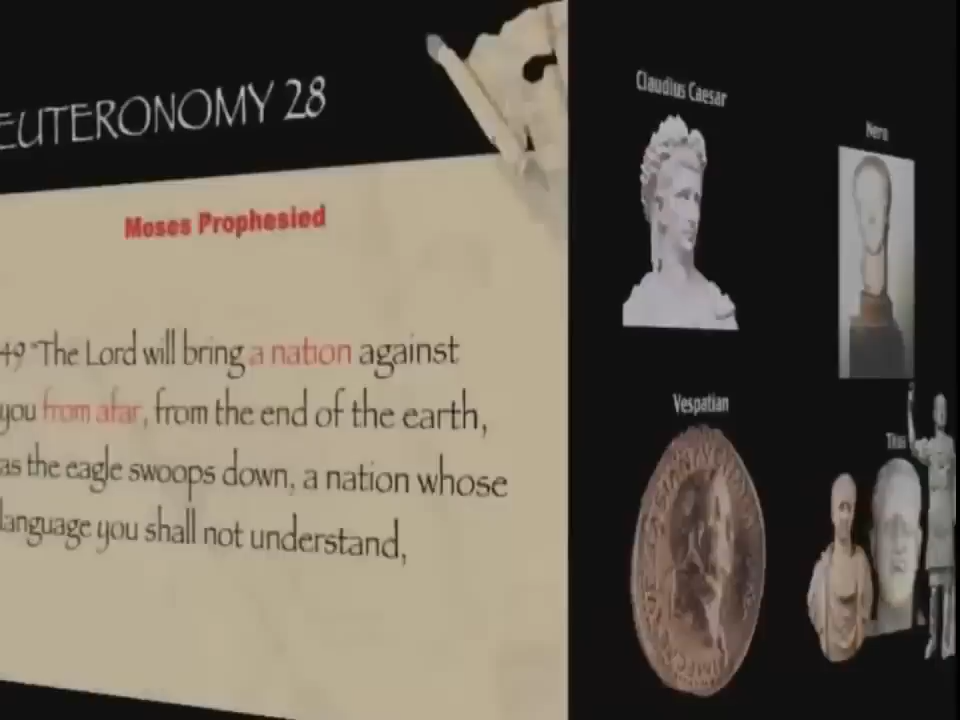 EUTERONOMY 28
Moses Prophesied
49 "The Lord will bring a nation against
you from afar, from the end of the earth,
as the eagle swoops down, a nation whose
language you shall not understand,
Claudius Caesar
Nero
Vespatian
Titus